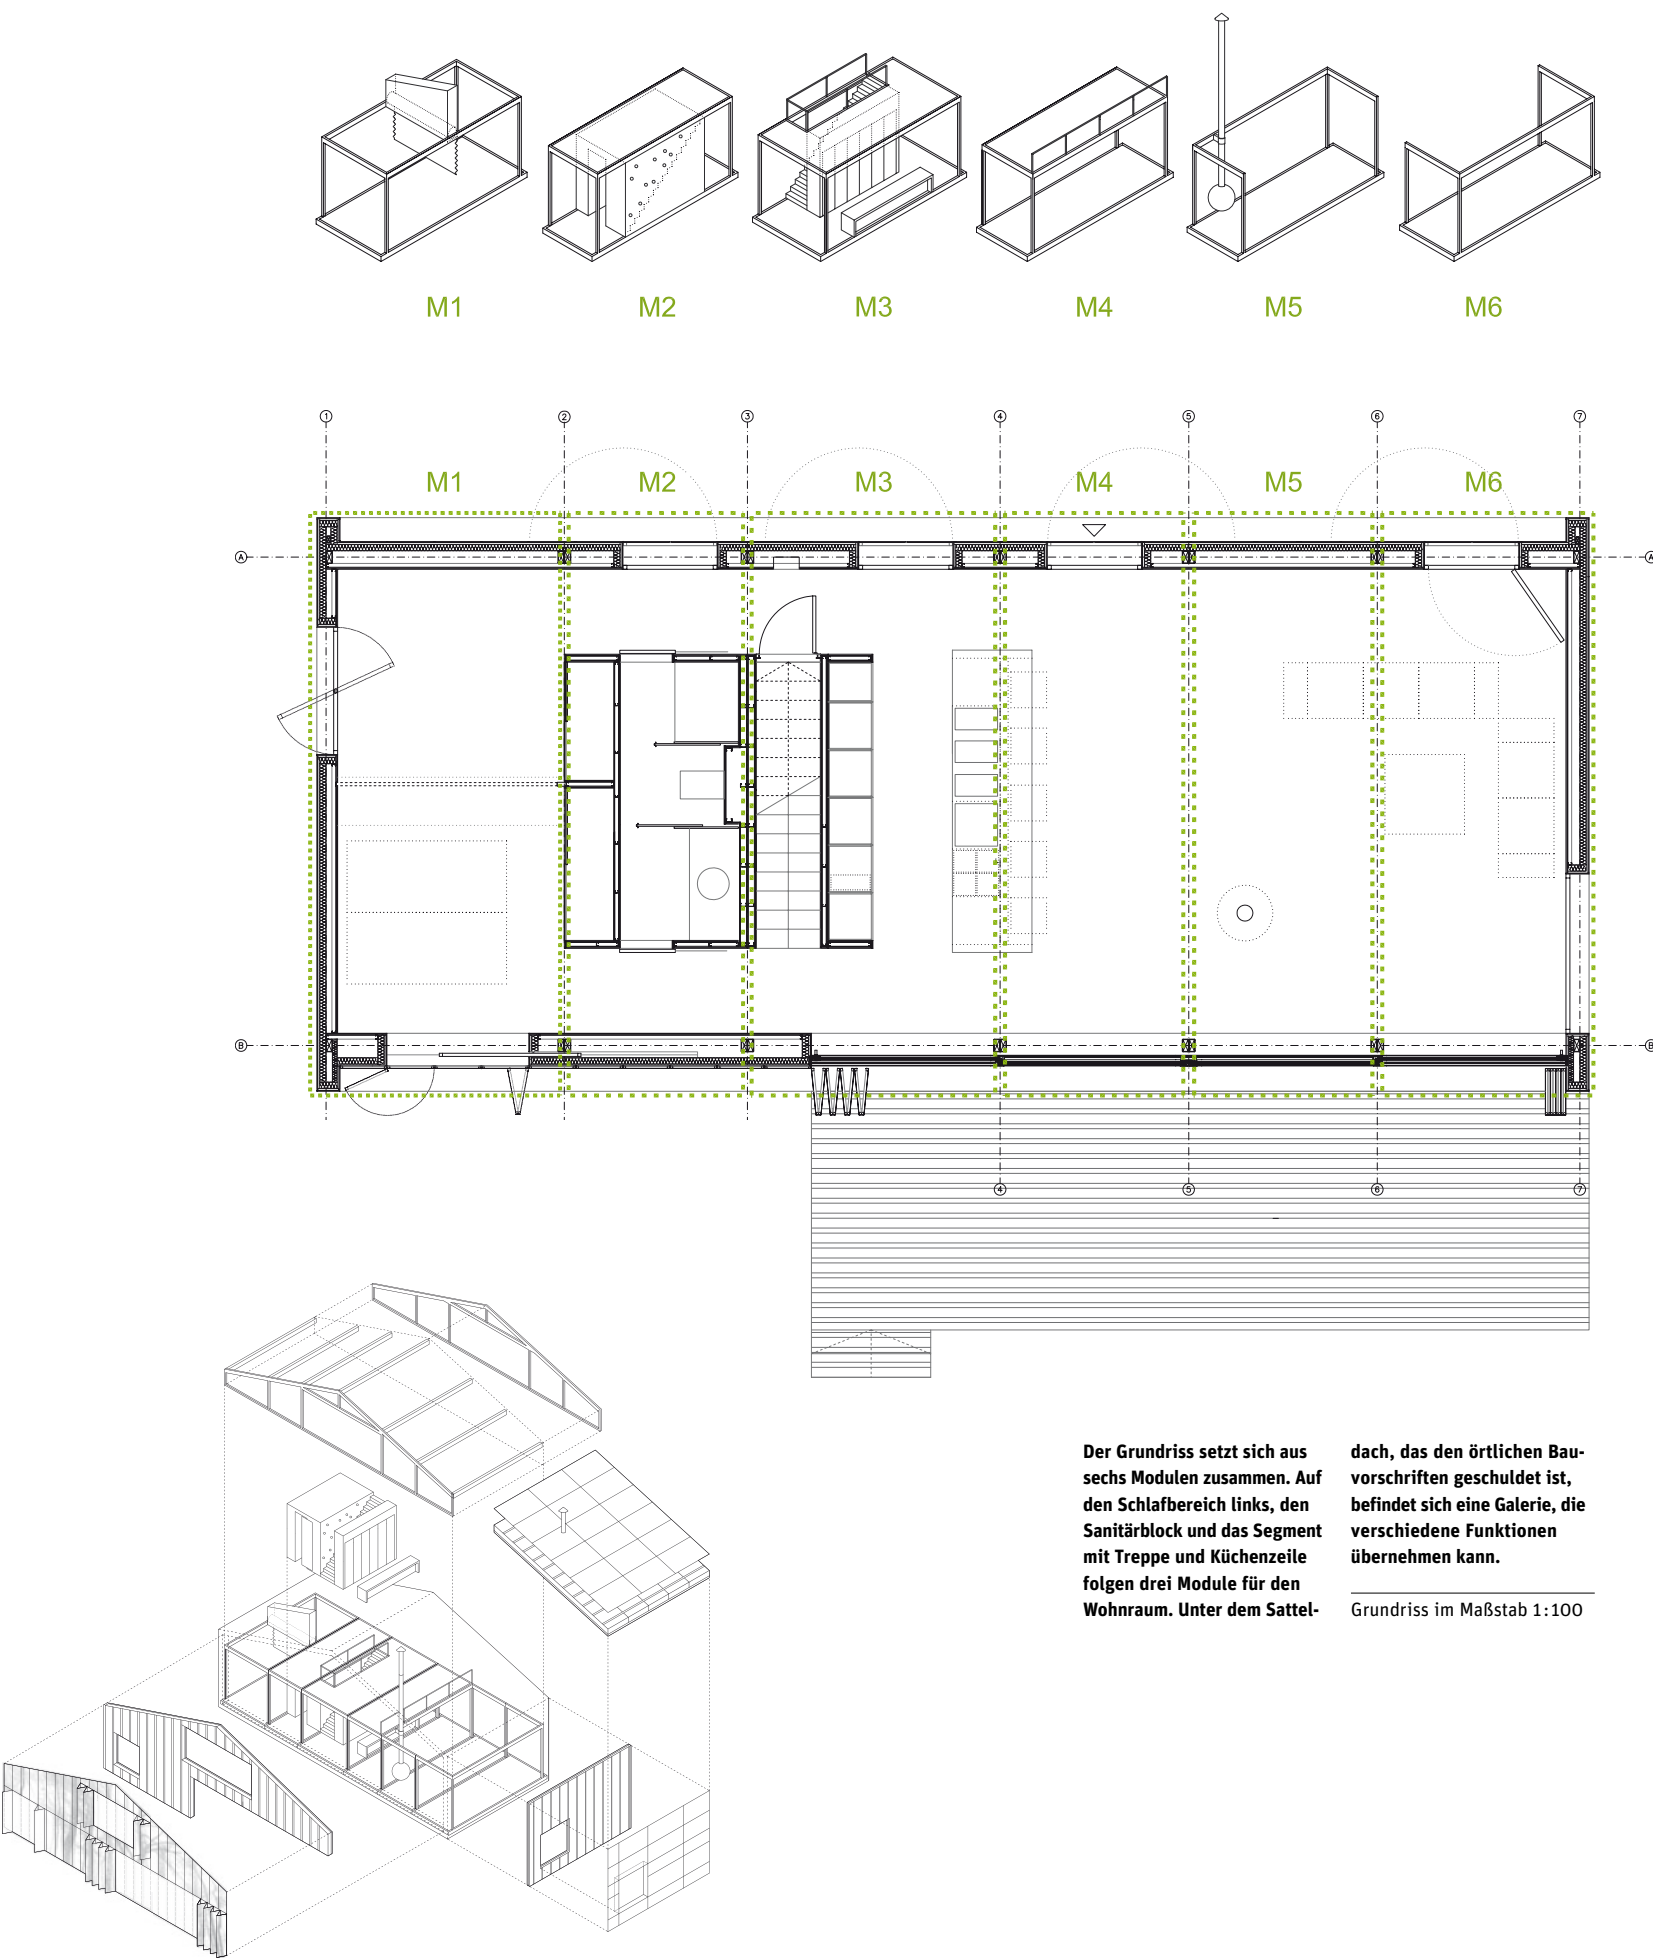 M1 M2 M3 M4 M5 M6
1 2 3 4 5 6 7
M1 M2 M3 M4 M5 M6
A A
B B
4 5 6 7
Der Grundriss setzt sich aus
sechs Modulen zusammen. Auf
den Schlafbereich links, den
Sanitärblock und das Segment
mit Treppe und Küchenzeile
folgen drei Module für den
Wohnraum. Unter dem Sattel-
dach, das den örtlichen Bau-
vorschriften geschuldet ist,
befindet sich eine Galerie, die
verschiedene Funktionen
übernehmen kann.
Grundriss im Maßstab 1:100